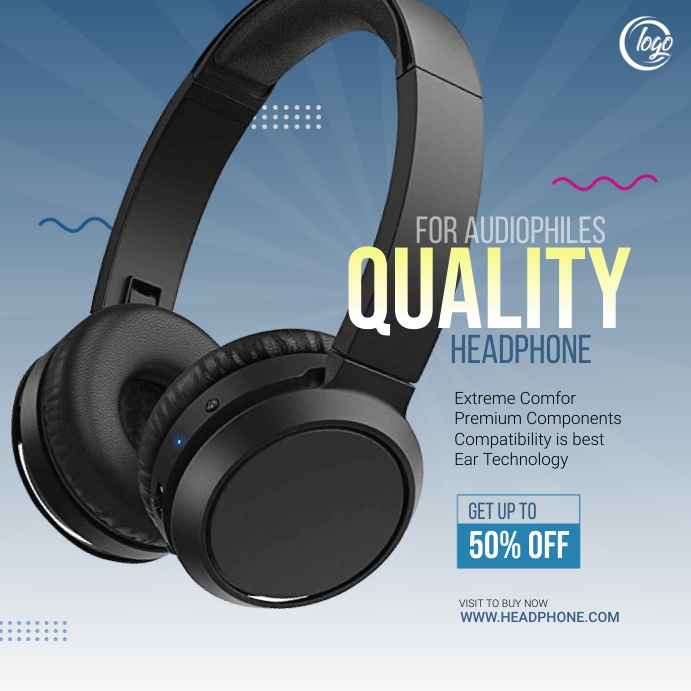 logo
FOR AUDIOPHILES
QUALITY
HEADPHONE
Extreme Comfor
Premium Components
Compatibility is best
Ear Technology
GET UP TO
50% OFF
VISIT TO BUY NOW
WWW.HEADPHONE.COM